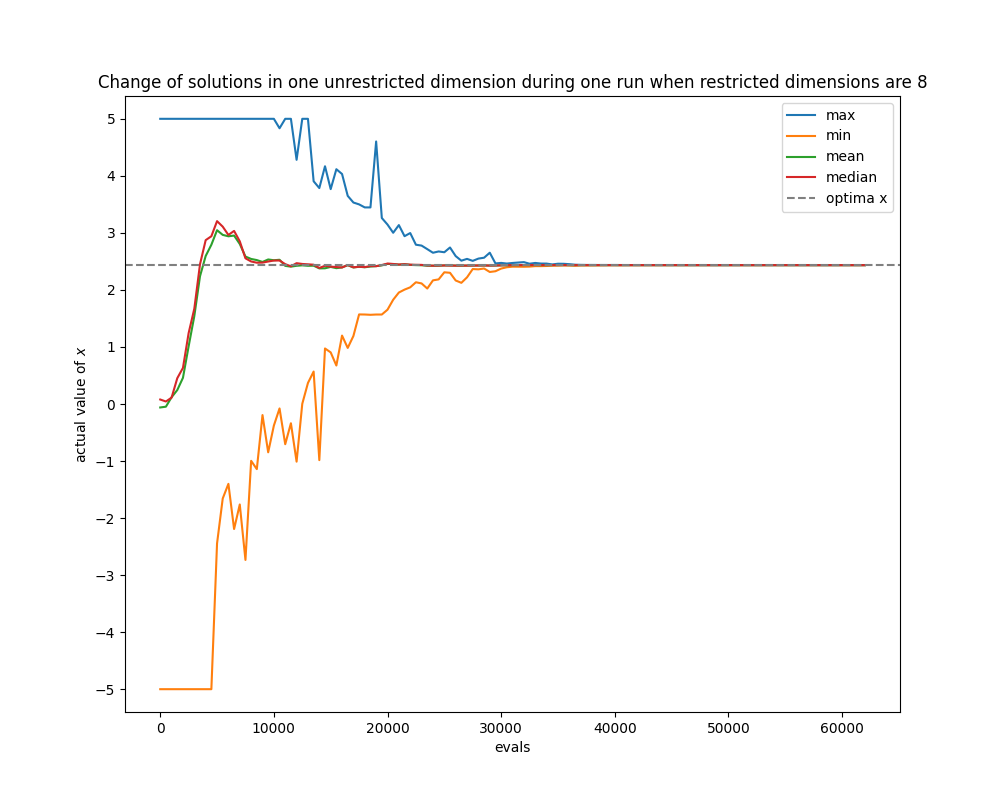 Change of solutions in one unrestricted dimension during one run when restricted dimensions are 8
max
min
mean
median
optima x
5
4
3
2
1
0
−1
−2
−3
−4
−5
actual value of x
0 10000 20000 30000 40000 50000 60000
evals